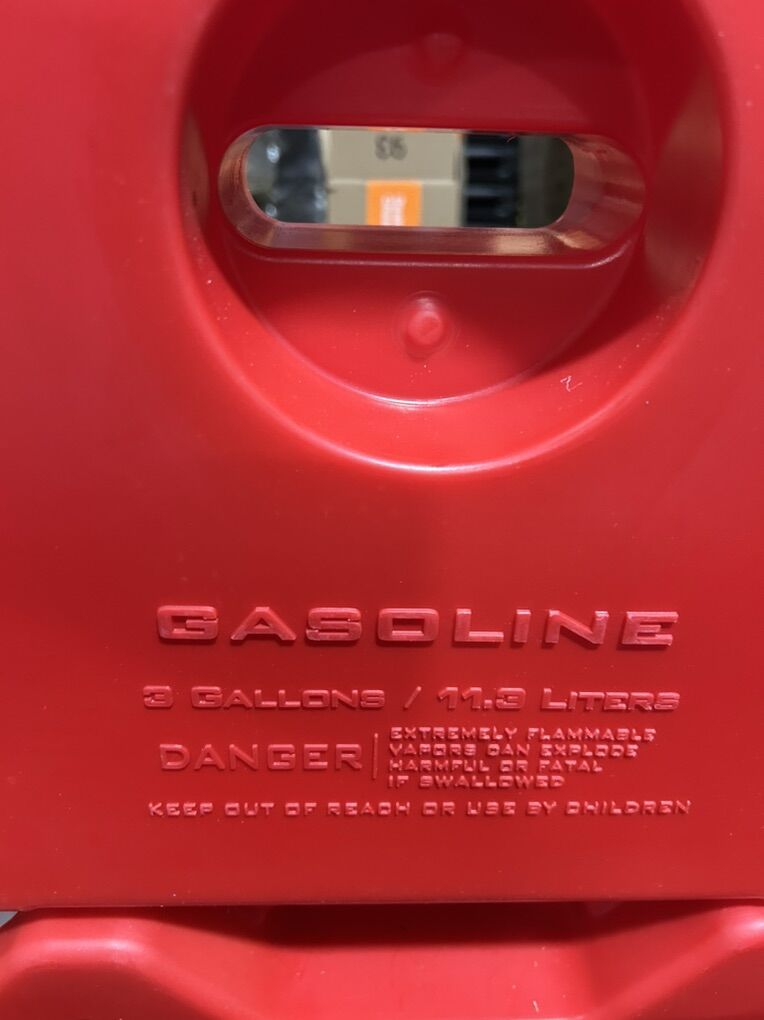 GASOLINE
3 GALLONS / 11.3 LITERS
DANGER
EXTREMELY FLAMMABLE
VAPORS CAN EXPLODE
HARMFUL OR FATAL
IF SWALLOWED
KEEP OUT OF REACH OR USE BY CHILDREN